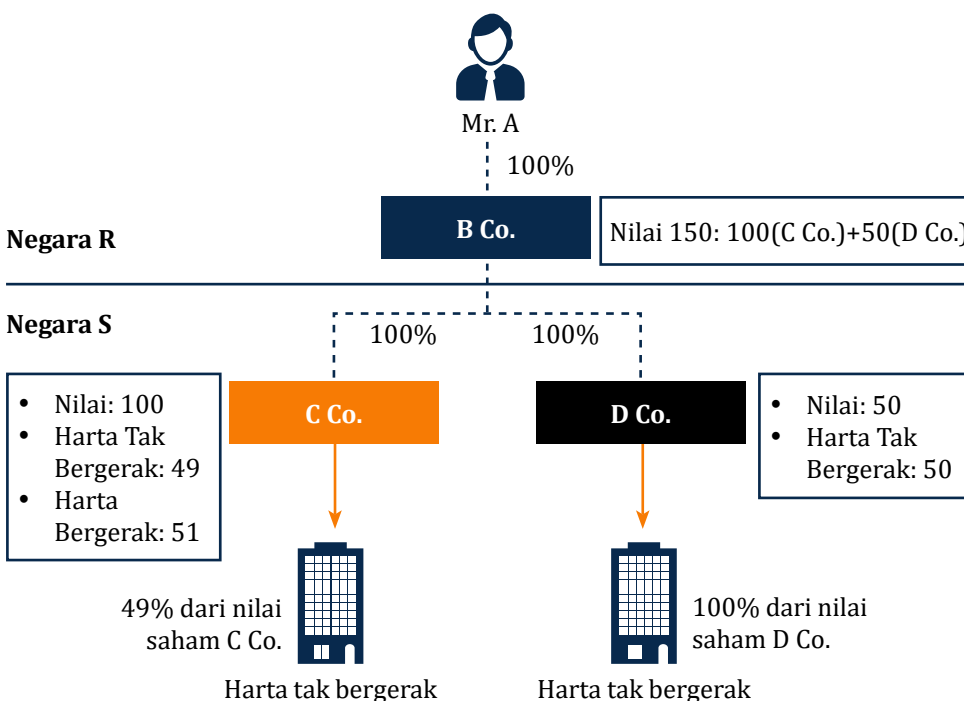 Mr. A
100%
Negara R
B Co.
Nilai 150: 100(C Co.)+50(D Co.)
Negara S
100%
100%
• Nilai: 100
• Harta Tak
Bergerak: 49
• Harta
Bergerak: 51
C Co.
D Co.
• Nilai: 50
• Harta Tak
Bergerak: 50
49% dari nilai
saham C Co.
100% dari nilai
saham D Co.
Harta tak bergerak
Harta tak bergerak